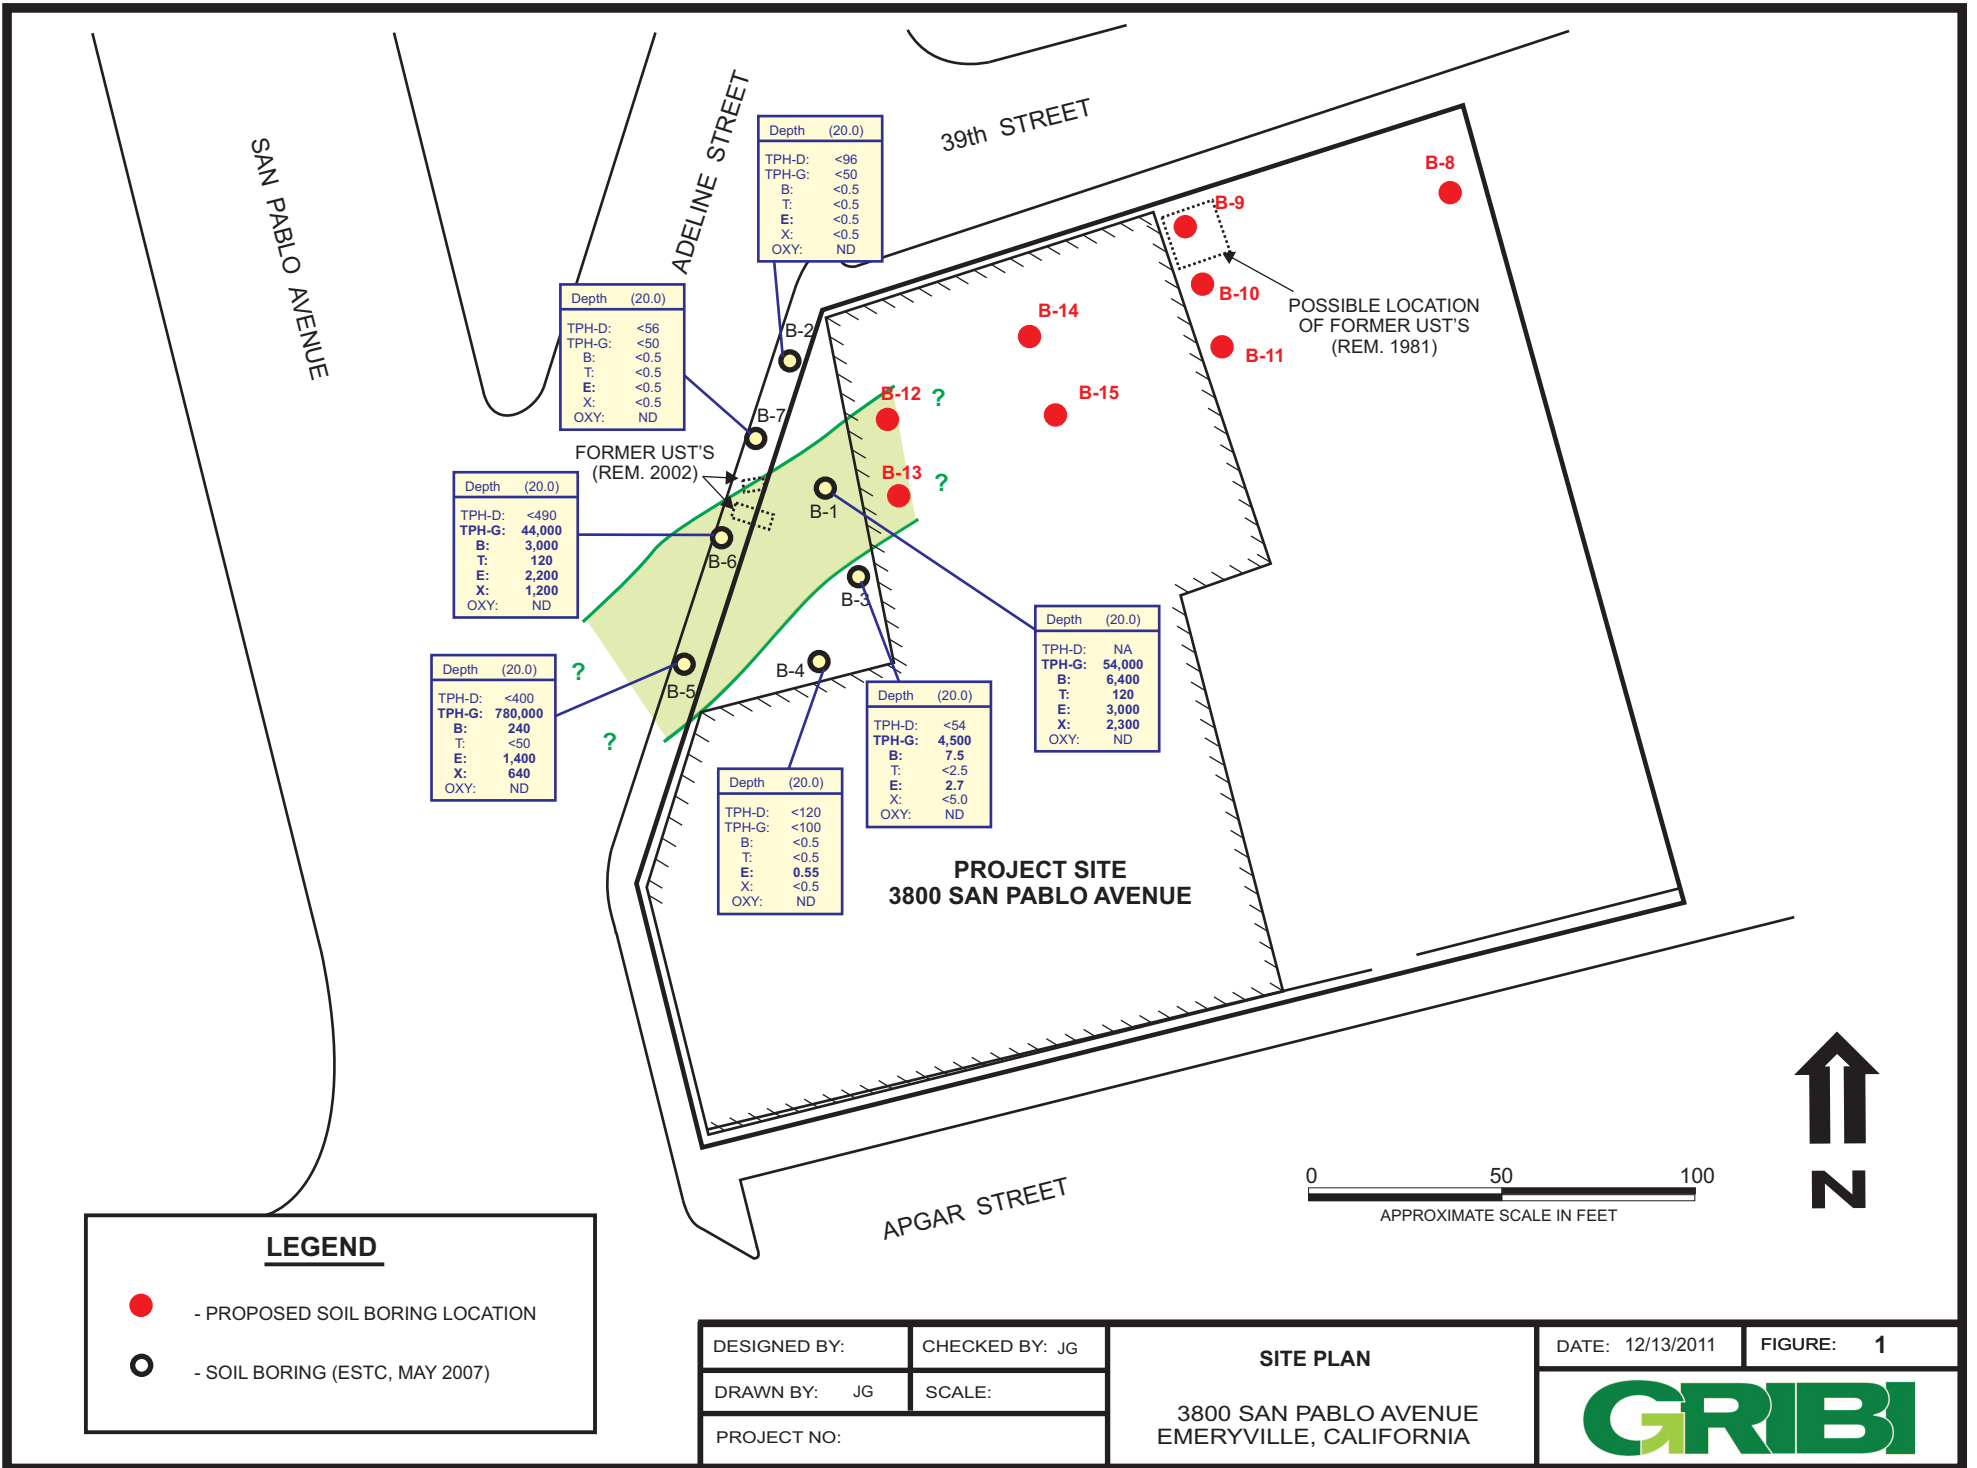 SAN PABLO AVENUE
ADELINE STREET
39th STREET
Depth (20.0)
TPH-D: <96
TPH-G: <50
B: <0.5
T: <0.5
E: <0.5
X: <0.5
OXY: ND
B-8
B-9
B-10
B-11
POSSIBLE LOCATION
OF FORMER UST'S
(REM. 1981)
B-14
B-15
B-12 ?
B-13 ?
Depth (20.0)
TPH-D: <56
TPH-G: <50
B: <0.5
T: <0.5
E: <0.5
X: <0.5
OXY: ND
B-2
B-7
FORMER UST'S
(REM. 2002)
B-1
B-6
B-3
B-4
B-5
?
?
Depth (20.0)
TPH-D: <490
TPH-G: 44,000
B: 3,000
T: 120
E: 2,200
X: 1,200
OXY: ND
Depth (20.0)
TPH-D: <400
TPH-G: 780,000
B: 240
T: <50
E: 1,400
X: 640
OXY: ND
Depth (20.0)
TPH-D: NA
TPH-G: 54,000
B: 6,400
T: 120
E: 3,000
X: 2,300
OXY: ND
Depth (20.0)
TPH-D: <54
TPH-G: 4,500
B: 7.5
T: <2.5
E: 2.7
X: <5.0
OXY: ND
Depth (20.0)
TPH-D: <120
TPH-G: <100
B: <0.5
T: <0.5
E: 0.55
X: <0.5
OXY: ND
PROJECT SITE
3800 SAN PABLO AVENUE
APGAR STREET
0 50 100
APPROXIMATE SCALE IN FEET
N
LEGEND
- PROPOSED SOIL BORING LOCATION
- SOIL BORING (ESTC, MAY 2007)
DESIGNED BY:
CHECKED BY: JG
DRAWN BY: JG
SCALE:
PROJECT NO:
SITE PLAN
3800 SAN PABLO AVENUE
EMERYVILLE, CALIFORNIA
DATE: 12/13/2011
FIGURE: 1
GRIBI